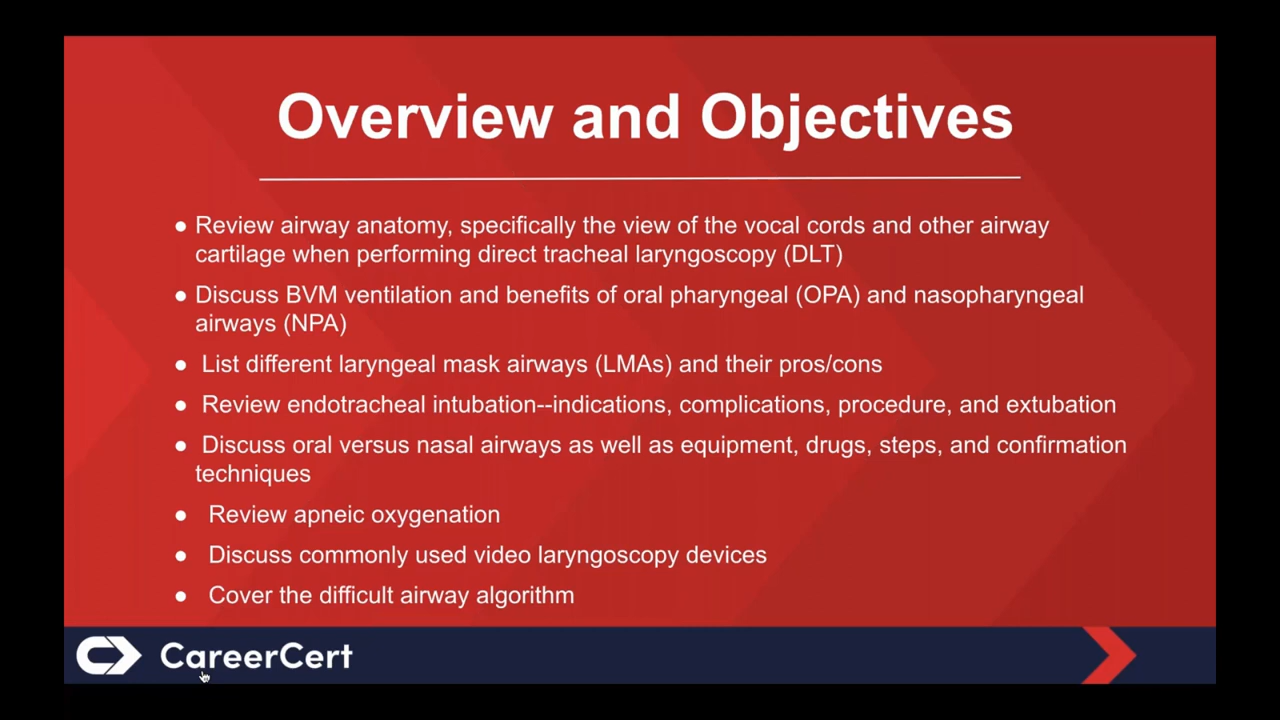 Overview and Objectives
● Review airway anatomy, specifically the view of the vocal cords and other airway
cartilage when performing direct tracheal laryngoscopy (DLT)
● Discuss BVM ventilation and benefits of oral pharyngeal (OPA) and nasopharyngeal
airways (NPA)
● List different laryngeal mask airways (LMAs) and their pros/cons
● Review endotracheal intubation--indications, complications, procedure, and extubation
● Discuss oral versus nasal airways as well as equipment, drugs, steps, and confirmation
techniques
● Review apneic oxygenation
● Discuss commonly used video laryngoscopy devices
● Cover the difficult airway algorithm
CareerCert